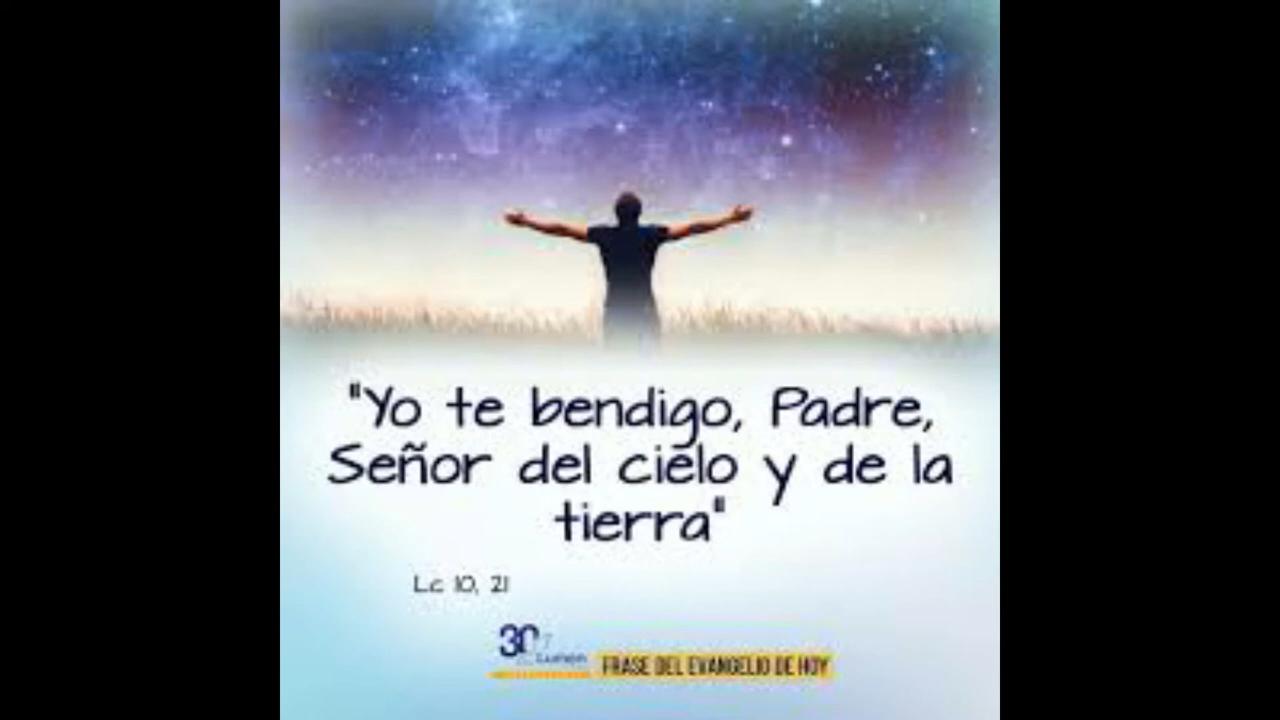 "Yo te bendigo, Padre,
Señor del cielo y de la
tierra"
Lc 10, 21
30
FRASE DEL EVANGELIO DE HOY